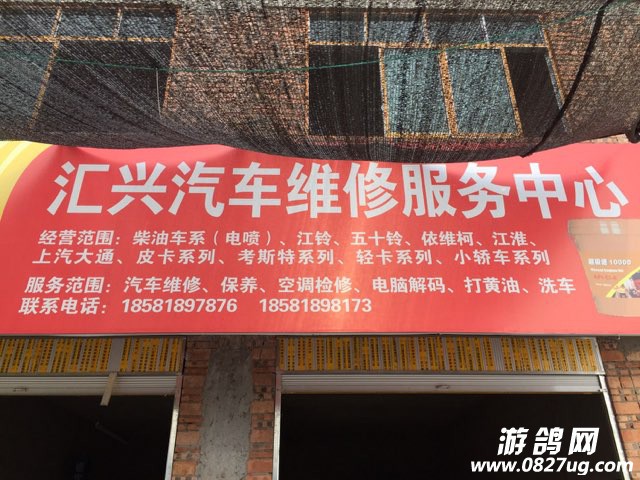 汇兴汽车维修服务中心
经营范围：柴油车系（电喷）、江铃、五十铃、依维柯、江淮、
上汽大通、皮卡系列、考斯特系列、轻卡系列、小轿车系列
服务范围：汽车维修、保养、空调检修、电脑解码、打黄油、洗车
联系电话：18581897876 18581898173
10000
游鸽网
www.0827ug.com